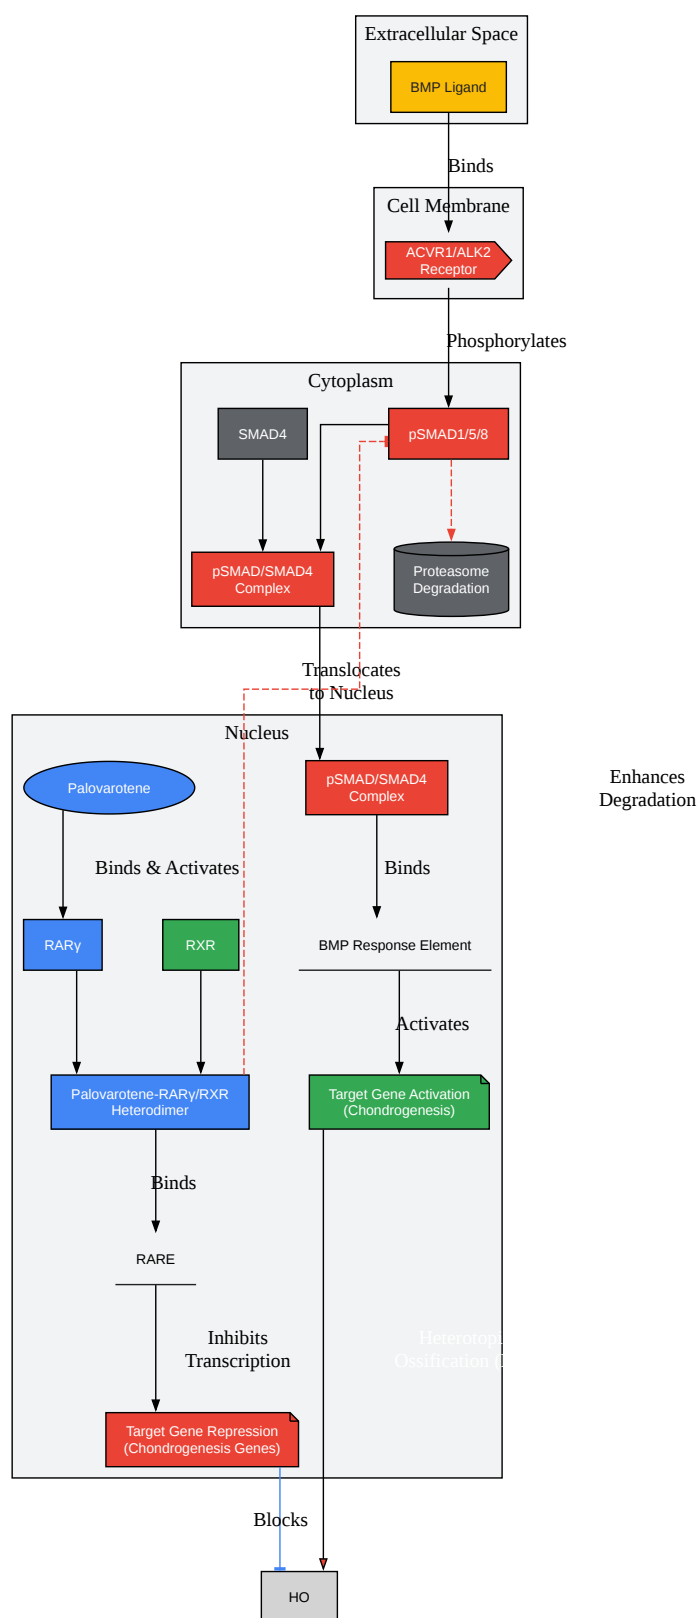 Extracellular Space
BMP Ligand
Binds
Cell Membrane
ACVR1/ALK2
Receptor
Phosphorylates
Cytoplasm
SMAD4
pSMAD1/5/8
pSMAD/SMAD4
Complex
Proteasome
Degradation
Translocates
to Nucleus
Nucleus
Palovarotene
pSMAD/SMAD4
Complex
Enhances
Degradation
Binds & Activates
Binds
RARγ
RXR
BMP Response Element
Activates
Palovarotene-RARγ/RXR
Heterodimer
Target Gene Activation
(Chondrogenesis)
Binds
RARE
Inhibits
Transcription
Ossification
Target Gene Repression
(Chondrogenesis Genes)
Blocks
HO